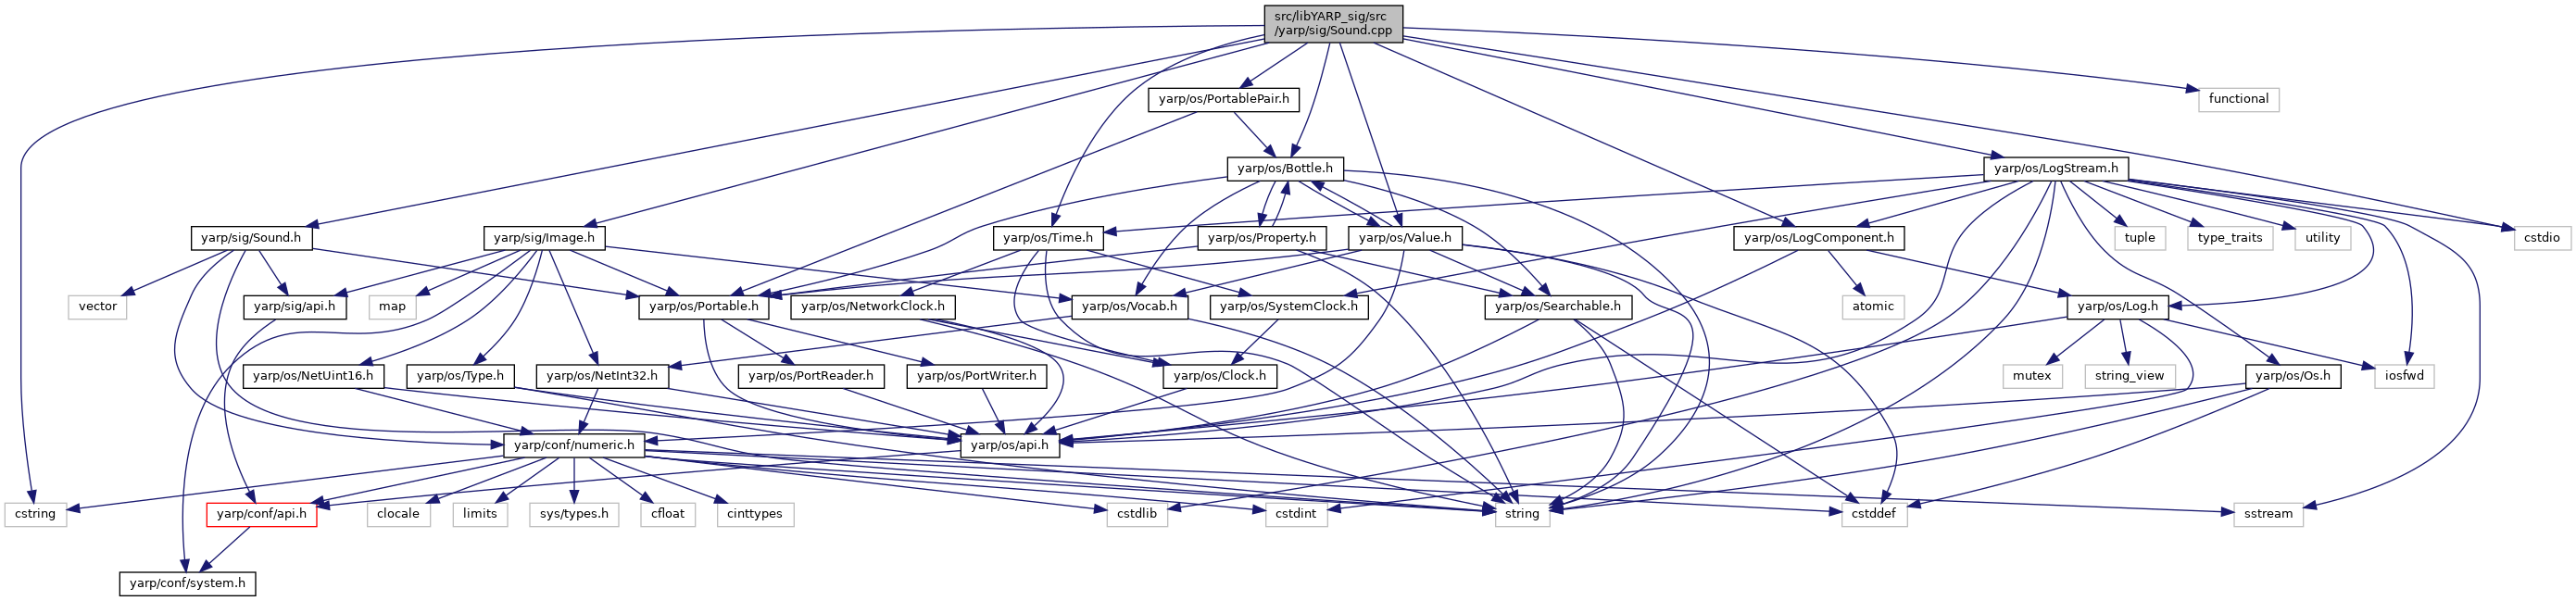 src/libYARP_sig/src
/yarp/sig/Sound.cpp
yarp/os/PortablePair.h
functional
yarp/os/Bottle.h
yarp/os/LogStream.h
yarp/sig/Sound.h
yarp/sig/Image.h
yarp/os/Time.h
yarp/os/Property.h
yarp/os/Value.h
yarp/os/LogComponent.h
tuple
type_traits
utility
cstdio
vector
yarp/sig/api.h
map
yarp/os/Portable.h
yarp/os/NetworkClock.h
yarp/os/Vocab.h
yarp/os/SystemClock.h
yarp/os/Searchable.h
atomic
yarp/os/Log.h
yarp/os/NetUint16.h
yarp/os/Type.h
yarp/os/NetInt32.h
yarp/os/PortReader.h
yarp/os/PortWriter.h
yarp/os/Clock.h
mutex
string_view
yarp/os/Os.h
iosfwd
yarp/conf/numeric.h
yarp/os/api.h
cstring
yarp/conf/api.h
clocale
limits
sys/types.h
cfloat
cinttypes
cstdlib
cstdint
string
cstddef
sstream
yarp/conf/system.h